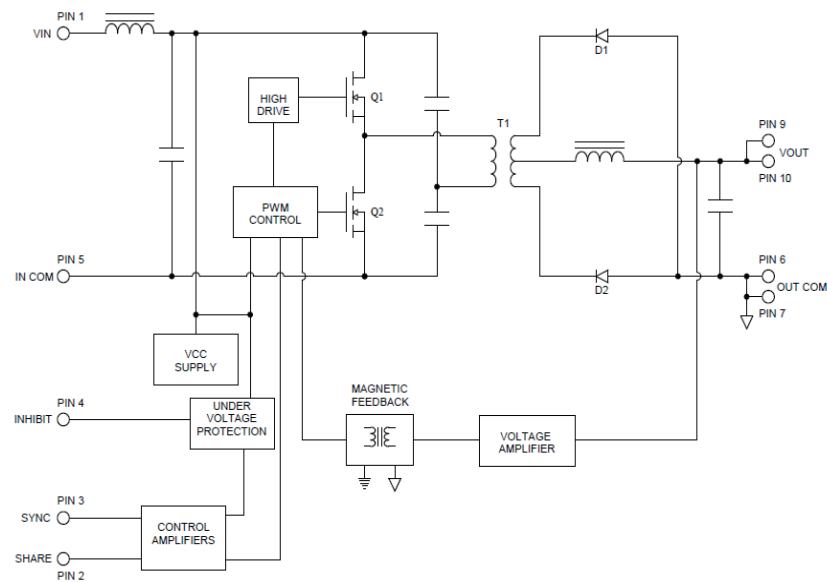 PIN 1
VIN
D1
HIGH
DRIVE
Q1
T1
PIN 9
VOUT
PIN 10
PWM
CONTROL
Q2
PIN 5
IN COM
PIN 6
OUT COM
PIN 7
D2
VCC
SUPPLY
PIN 4
INHIBIT
UNDER
VOLTAGE
PROTECTION
MAGNETIC
FEEDBACK
VOLTAGE
AMPLIFIER
PIN 3
SYNC
CONTROL
AMPLIFIERS
SHARE
PIN 2